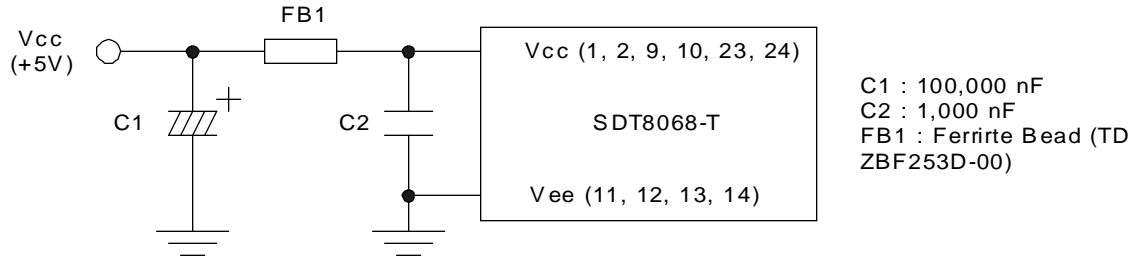 FB1
Vcc
(+5V)
Vcc (1, 2, 9, 10, 23, 24)
C1
+
C2
SDT8068-T
Vee (11, 12, 13, 14)
C1 : 100,000 nF
C2 : 1,000 nF
FB1 : Ferrirte Bead (TD
ZBF253D-00)